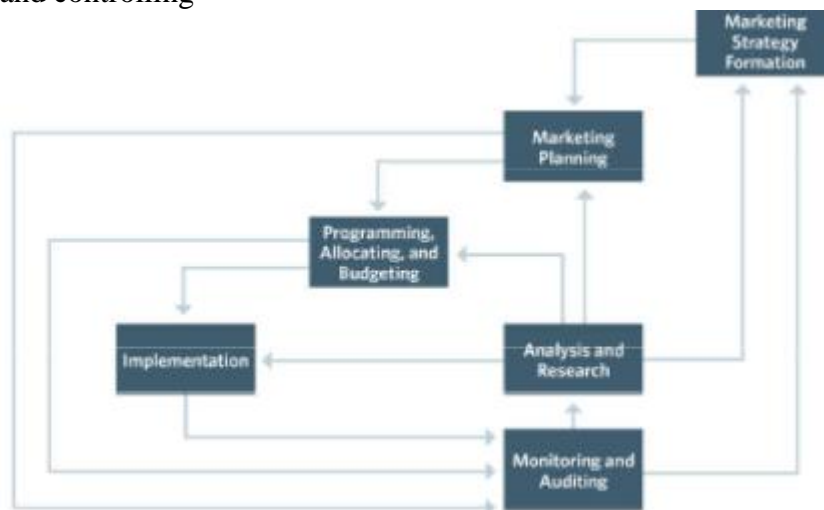 and controlling
Marketing
Strategy
Formation
Marketing
Planning
Programming,
Allocating, and
Budgeting
Implementation
Analysis and
Research
Monitoring and
Auditing